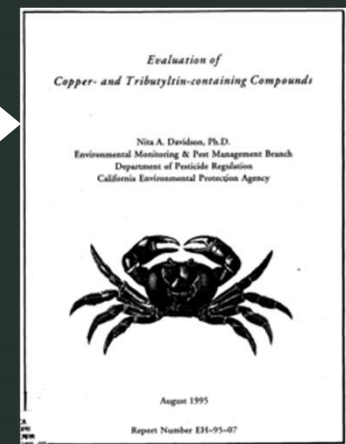 Evaluation of
Copper- and Tributyltin-containing Compounds
Nita A. Davidson, Ph.D.
Environmental Monitoring & Pest Management Branch
Department of Pesticide Regulation
California Environmental Protection Agency
August 1995
Report Number EH-95-07